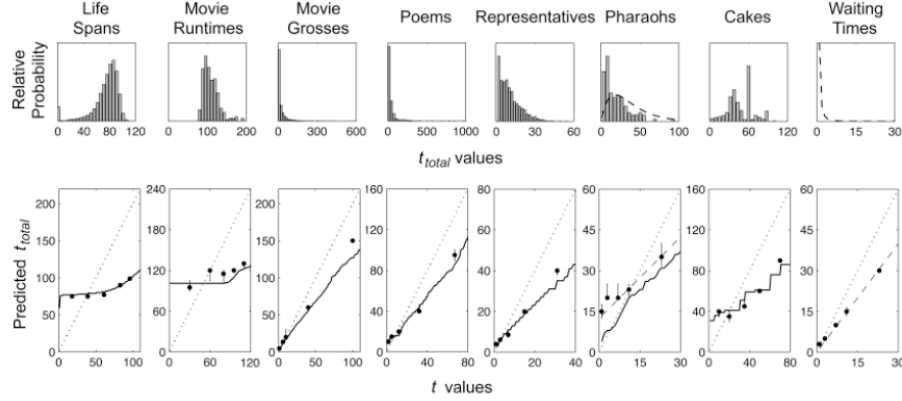 Life Spans
Movie Runtimes
Movie Grosses
Poems
Representatives
Pharaohs
Cakes
Waiting Times
Relative Probability
0 120
0 100 200
0 300 600
0 500 1000
0 30 60
0 50 100
0 60 120
0 15 30
t_total values
Predicted t_total
200 150 100 50 0
240 180 120 60 0
200 150 100 50 0
160 120 80 40 0
80 60 40 20 0
60 45 30 15 0
160 120 80 40 0
60 45 30 15 0
0 50 100
0 60 120
0 50 100
0 40 80
0 20 40
0 15 30
0 40 80
0 15 30
t values